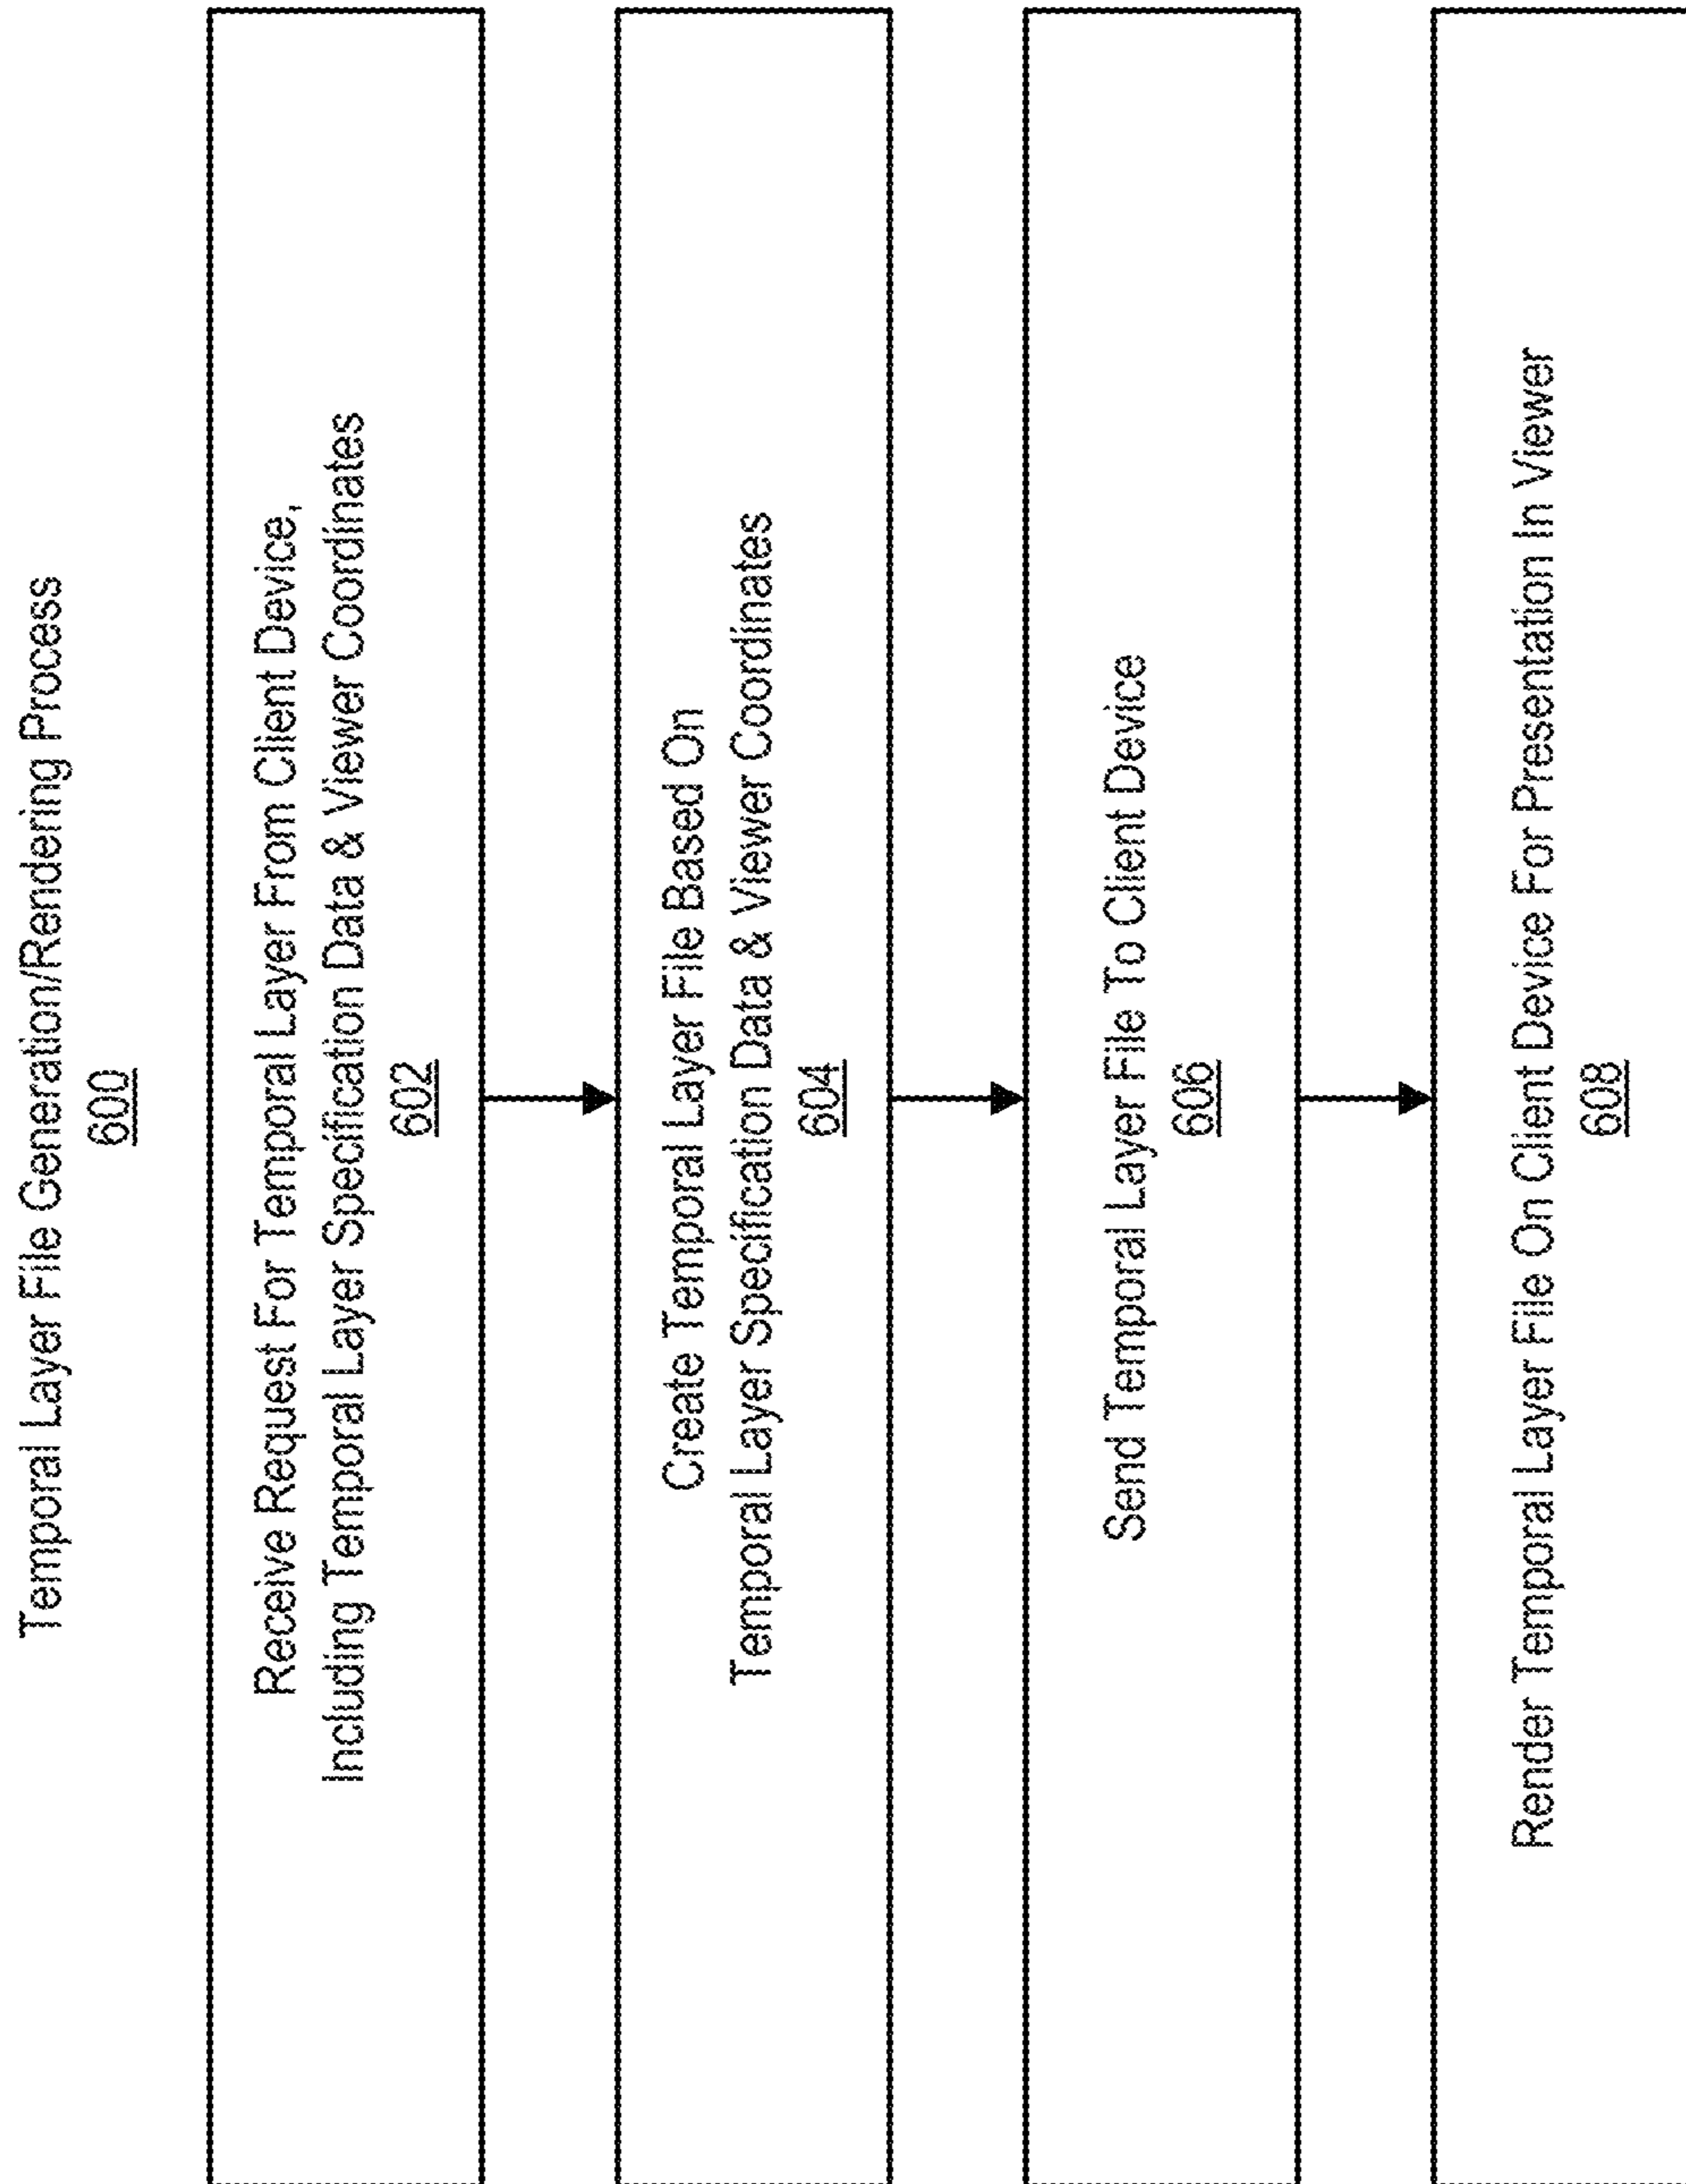 Temporal Layer File Generation/Rendering Process
600
Receive Request For Temporal Layer From Client Device,
Including Temporal Layer Specification Data & Viewer Coordinates
602
Create Temporal Layer File Based On
Temporal Layer Specification Data & Viewer Coordinates
604
Send Temporal Layer File To Client Device
606
Render Temporal Layer File On Client Device For Presentation In Viewer
608